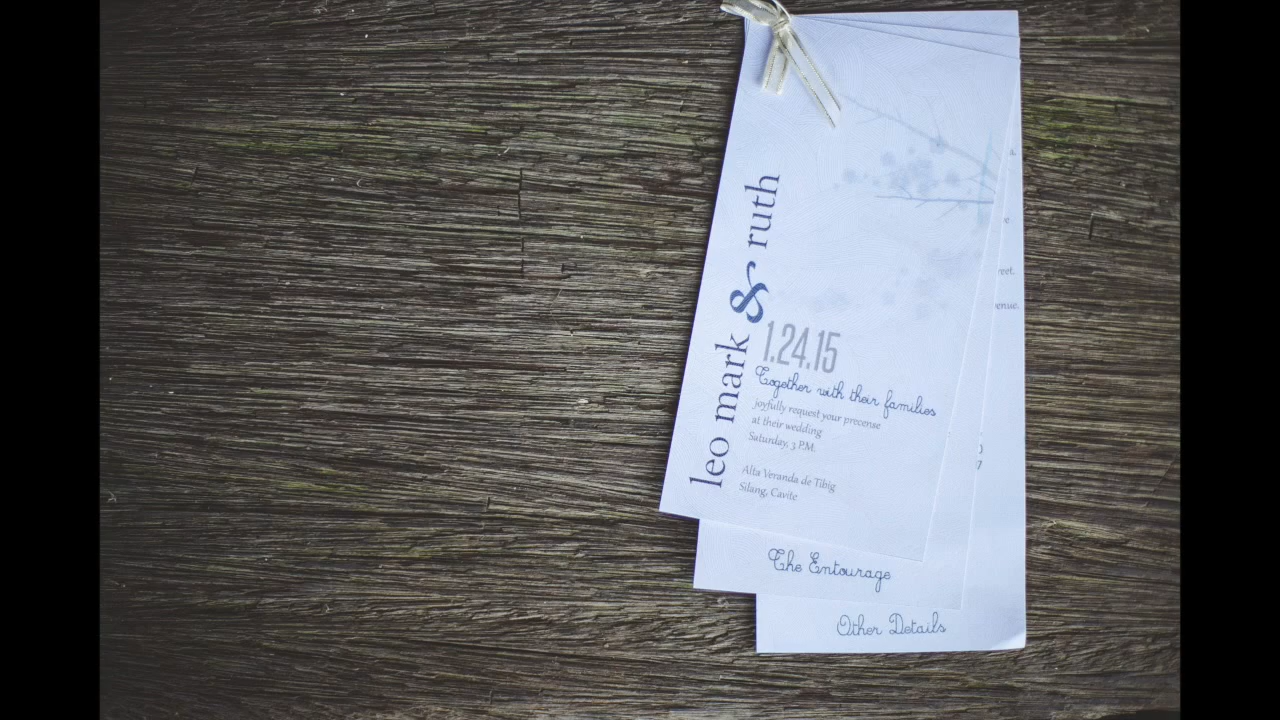 leo mark & ruth
1.24.15
Together with their families
joyfully request your precense
at their wedding
Saturday, 3 P.M.
Alta Veranda de Tibig
Silang, Cavite
The Entourage
Other Details